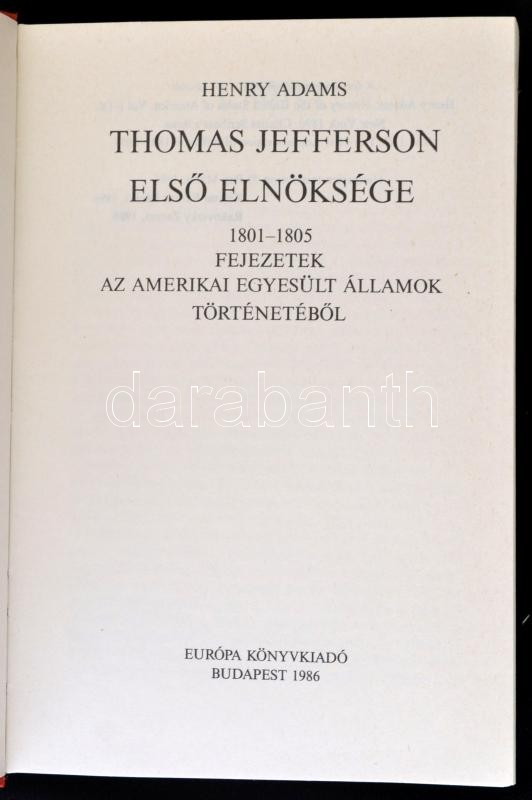 HENRY ADAMS
THOMAS JEFFERSON
ELSŐ ELNÖKSÉGE
1801–1805
FEJEZETEK
AZ AMERIKAI EGYESÜLT ÁLLAMOK
TÖRTÉNETÉBŐL
darabanth
EURÓPA KÖNYVKIADÓ
BUDAPEST 1986